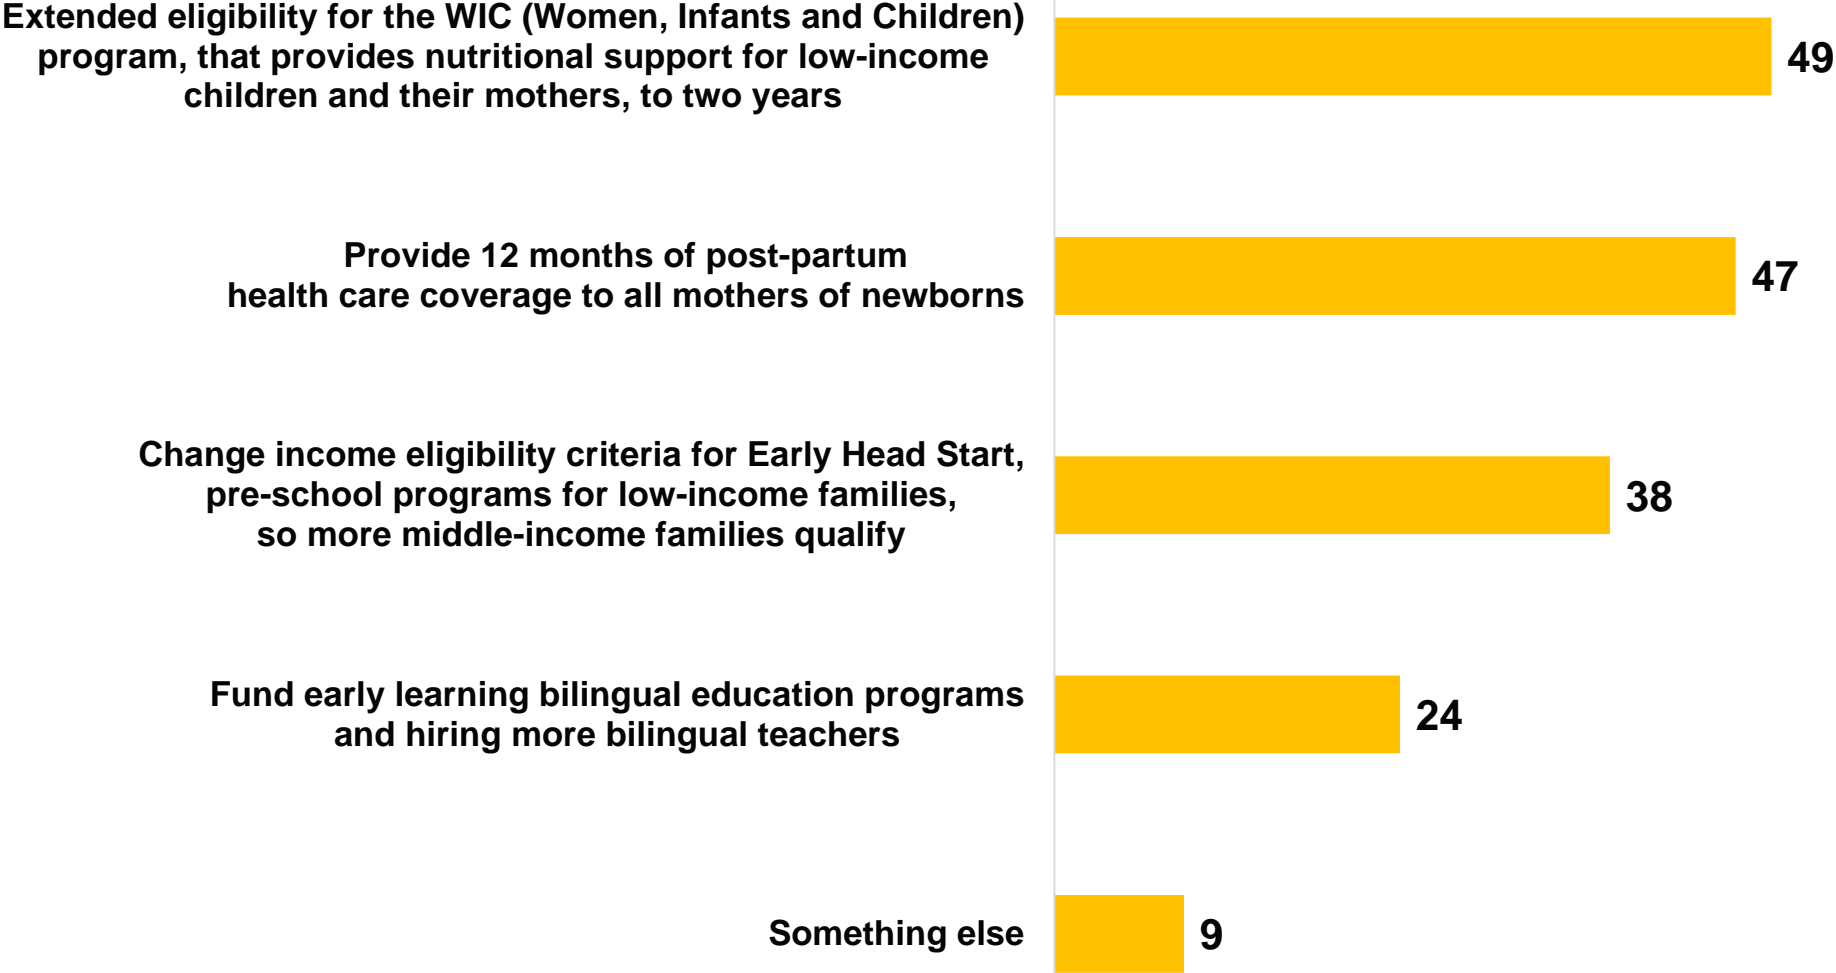 Extended eligibility for the WIC (Women, Infants and Children)
program, that provides nutritional support for low-income
children and their mothers, to two years
49
Provide 12 months of post-partum
health care coverage to all mothers of newborns
47
Change income eligibility criteria for Early Head Start,
pre-school programs for low-income families,
so more middle-income families qualify
38
Fund early learning bilingual education programs
and hiring more bilingual teachers
24
Something else
9